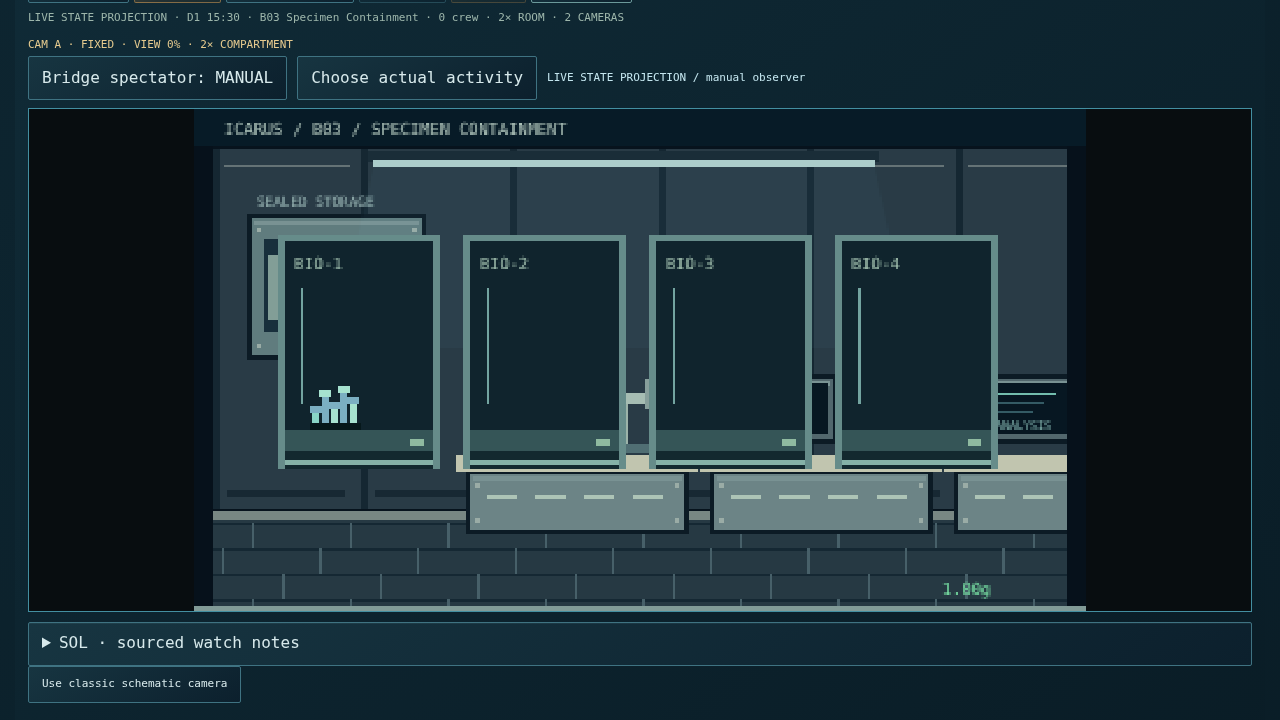 LIVE STATE PROJECTION · D1 15:30 · B03 Specimen Containment · 0 crew · 2× ROOM · 2 CAMERAS
CAM A · FIXED · VIEW 0% · 2× COMPARTMENT
Bridge spectator: MANUAL
Choose actual activity
LIVE STATE PROJECTION / manual observer
ICARUS / B03 / SPECIMEN CONTAINMENT
SEALED STORAGE
BIO-1
BIO-2
BIO-3
BIO-4
ANALYSIS
1.00g
▶ SOL · sourced watch notes
Use classic schematic camera